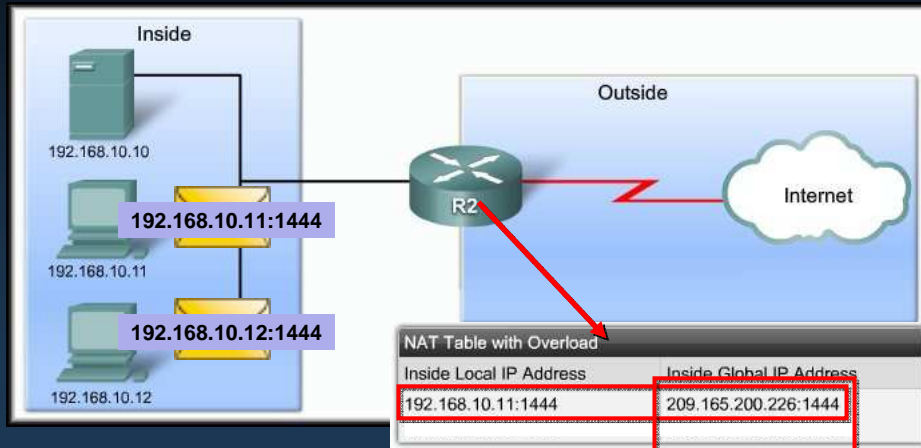 Inside
192.168.10.10
192.168.10.11:1444
192.168.10.11
192.168.10.12:1444
192.168.10.12
R2
Outside
Internet
NAT Table with Overload
Inside Local IP Address Inside Global IP Address
192.168.10.11:1444 209.165.200.226:1444